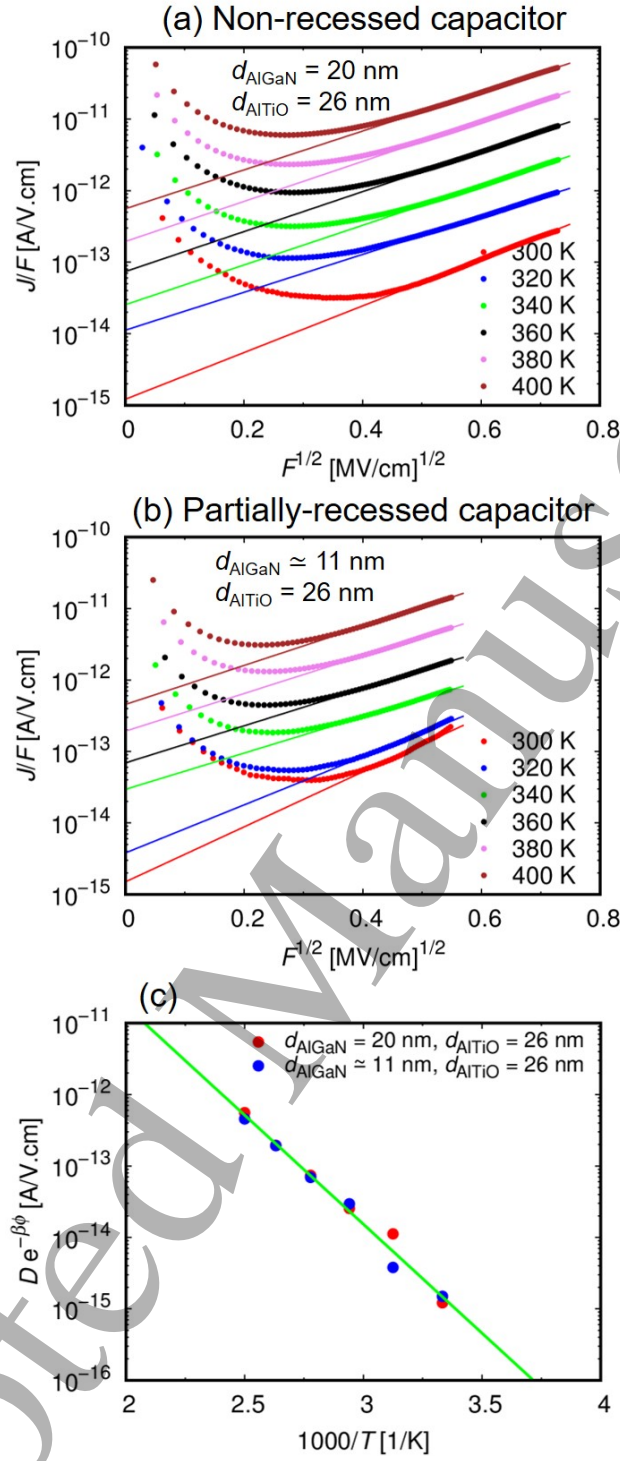 (a) Non-recessed capacitor
d_AlGaN = 20 nm
d_AlTiO = 26 nm
10^-10
10^-11
10^-12
10^-13
10^-14
10^-15
J/F [A/V.cm]
300 K
320 K
340 K
360 K
380 K
400 K
0 0.2 0.4 0.6 0.8
F^1/2 [MV/cm]^1/2
(b) Partially-recessed capacitor
d_AlGaN ≃ 11 nm
d_AlTiO = 26 nm
10^-10
10^-11
10^-12
10^-13
10^-14
10^-15
J/F [A/V.cm]
300 K
320 K
340 K
360 K
380 K
400 K
0 0.2 0.4 0.6 0.8
F^1/2 [MV/cm]^1/2
(c)
d_AlGaN = 20 nm, d_AlTiO = 26 nm
d_AlGaN ≃ 11 nm, d_AlTiO = 26 nm
10^-11
10^-12
10^-13
10^-14
10^-15
10^-16
D e^-βϕ [A/V.cm]
2 2.5 3 3.5 4
1000/T [1/K]